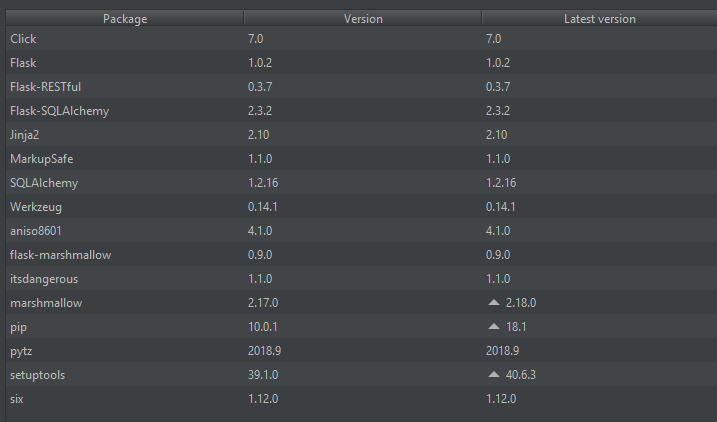 Package Version Latest version
Click 7.0 7.0
Flask 1.0.2 1.0.2
Flask-RESTful 0.3.7 0.3.7
Flask-SQLAlchemy 2.3.2 2.3.2
Jinja2 2.10 2.10
MarkupSafe 1.1.0 1.1.0
SQLAlchemy 1.2.16 1.2.16
Werkzeug 0.14.1 0.14.1
aniso8601 4.1.0 4.1.0
flask-marshmallow 0.9.0 0.9.0
itsdangerous 1.1.0 1.1.0
marshmallow 2.17.0 2.18.0
pip 10.0.1 18.1
pytz 2018.9 2018.9
setuptools 39.1.0 40.6.3
six 1.12.0 1.12.0